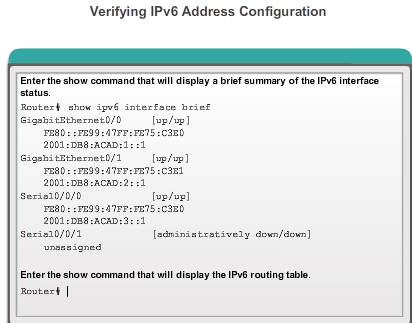 Verifying IPv6 Address Configuration
Enter the show command that will display a brief summary of the IPv6 interface
status.
Router# show ipv6 interface brief
GigabitEthernet0/0 [up/up]
FE80::FE99:47FF:FE75:C3E0
2001:DB8:ACAD:1::1
GigabitEthernet0/1 [up/up]
FE80::FE99:47FF:FE75:C3E1
2001:DB8:ACAD:2::1
Serial0/0/0 [up/up]
FE80::FE99:47FF:FE75:C3E0
2001:DB8:ACAD:3::1
Serial0/0/1 [administratively down/down]
unassigned
Enter the show command that will display the IPv6 routing table.
Router#